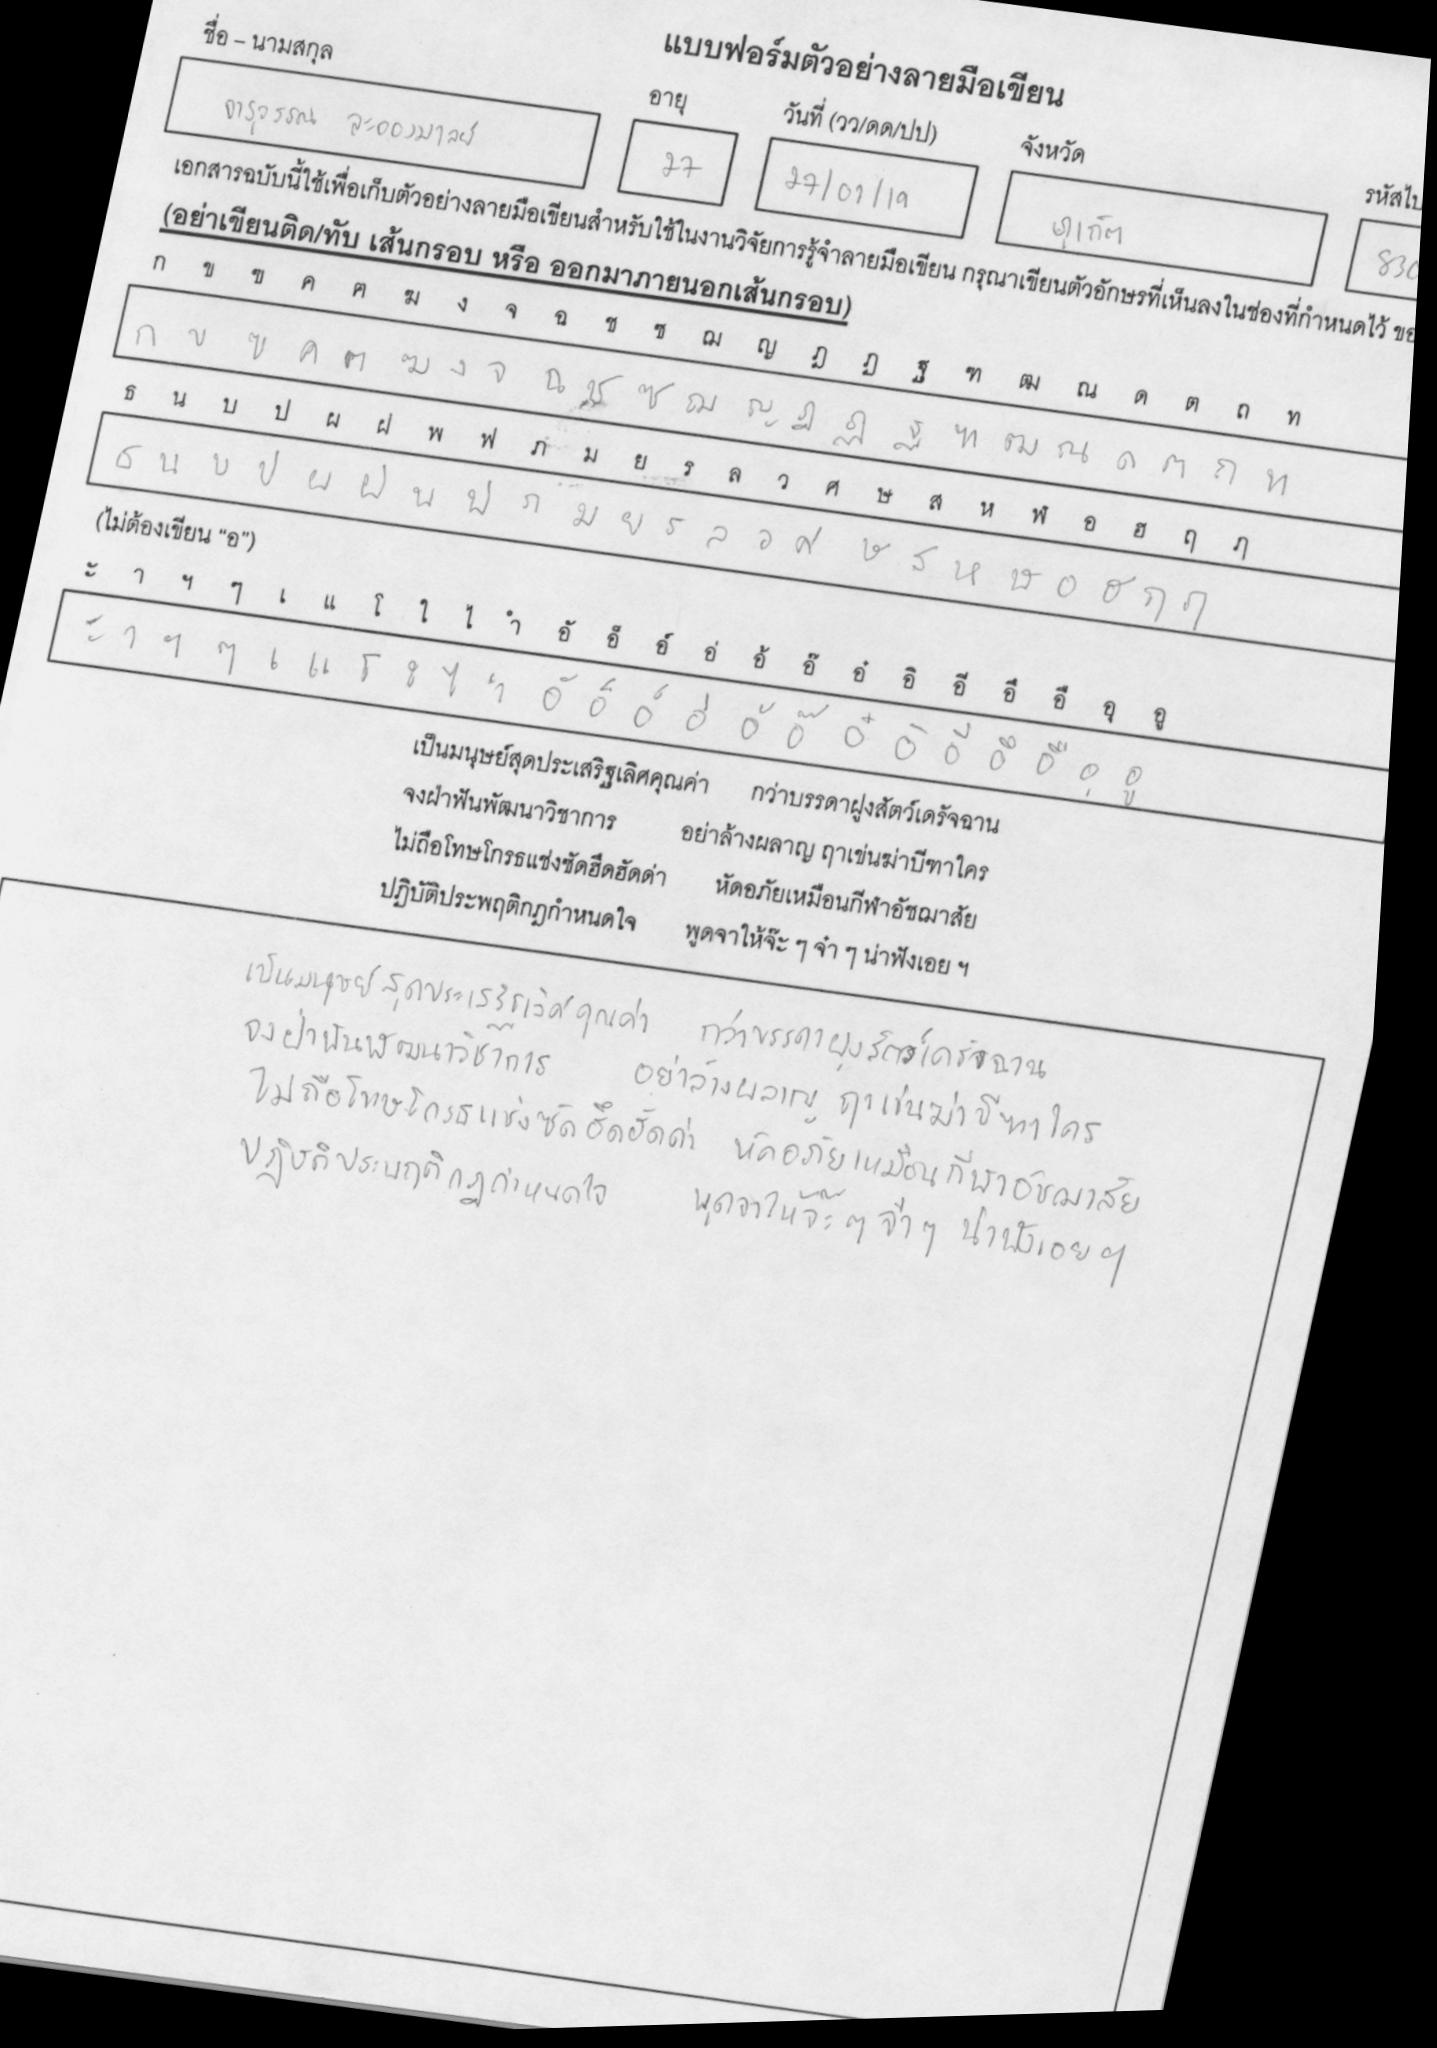 แบบฟอร์มตัวอย่างลายมือเขียน
ชื่อ – นามสกุล อายุ วันที่ (วว/ดด/ปป) จังหวัด
จารุวรรณ ละอองมาลย์ 27 27/01/19 ภูเก็ต
เอกสารฉบับนี้ใช้เพื่อเก็บตัวอย่างลายมือเขียนสำหรับใช้ในงานวิจัยการรู้จำลายมือเขียน กรุณาเขียนตัวอักษรที่เห็นลงในช่องที่กำหนดไว้
(อย่าเขียนติด/ทับ เส้นกรอบ หรือ ออกมาภายนอกเส้นกรอบ)
ก ข ฃ ค ฅ ฆ ง จ ฉ ช ซ ฌ ญ ฎ ฏ ฐ ฑ ฒ ณ ด ต ถ ท
ก ข ฃ ค ฅ ฆ ง จ ฉ ช ซ ฌ ญ ฎ ฏ ฐ ฑ ฒ ณ ด ต ถ ท
ธ น บ ป ผ ฝ พ ฟ ภ ม ย ร ล ว ศ ษ ส ห ฬ อ ฮ ฤ ฦ
ธ น บ ป ผ ฝ พ ฟ ภ ม ย ร ล ว ศ ษ ส ห ฬ อ ฮ ฤ ฦ
(ไม่ต้องเขียน "อ")
ะ า ฯ ๆ เ แ โ ใ ไ ำ อั อ็ อ์ อ่ อ้ อ๊ อ๋ อิ อี อึ อื อุ อู
ะ า ฯ ๆ เ แ โ ใ ไ ำ อั อ็ อ์ อ่ อ้ อ๊ อ๋ อิ อี อึ อื อุ อู
เป็นมนุษย์สุดประเสริฐเลิศคุณค่า กว่าบรรดาฝูงสัตว์เดรัจฉาน
จงฝ่าฟันพัฒนาวิชาการ อย่าล้างผลาญ ฤาเข่นฆ่าบีฑาใคร
ไม่ถือโทษโกรธแช่งซัดฮึดฮัดด่า หัดอภัยเหมือนกีฬาอัชฌาสัย
ปฏิบัติประพฤติกฎกำหนดใจ พูดจาให้จ๊ะ ๆ จ๋า ๆ น่าฟังเอย ฯ
เป็นมนุษย์สุดประเสริฐเลิศคุณค่า กว่าบรรดาฝูงสัตว์เดรัจฉาน
จงฝ่าฟันพัฒนาวิชาการ อย่าล้างผลาญ ฤาเข่นฆ่าบีฑาใคร
ไม่ถือโทษโกรธแช่งซัดฮึดฮัดด่า หัดอภัยเหมือนกีฬาอัชฌาสัย
ปฏิบัติประพฤติกฎกำหนดใจ พูดจาให้จ๊ะๆ จ๋าๆ น่าฟังเอย ฯ